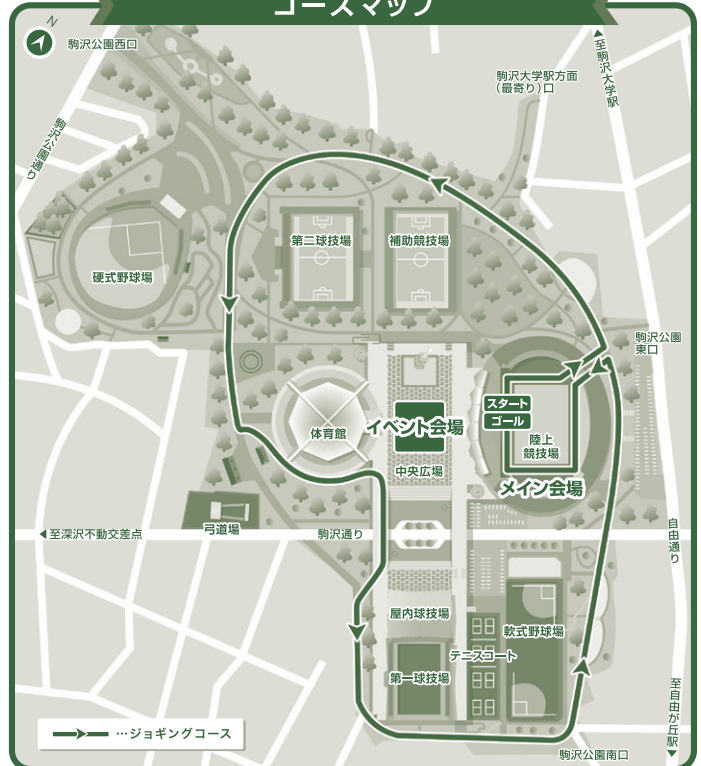 コースマップ
N
駒沢公園西口
至駒沢大学駅
駒沢大学駅方面
（最寄り）口
駒沢公園通り
第二球技場
補助競技場
硬式野球場
駒沢公園
東口
スタート
ゴール
体育館
イベント会場
陸上
競技場
中央広場
メイン会場
弓道場
至深沢不動交差点
駒沢通り
自由通り
屋内球技場
軟式野球場
テニスコート
第一球技場
至自由が丘駅
…ジョギングコース
駒沢公園南口